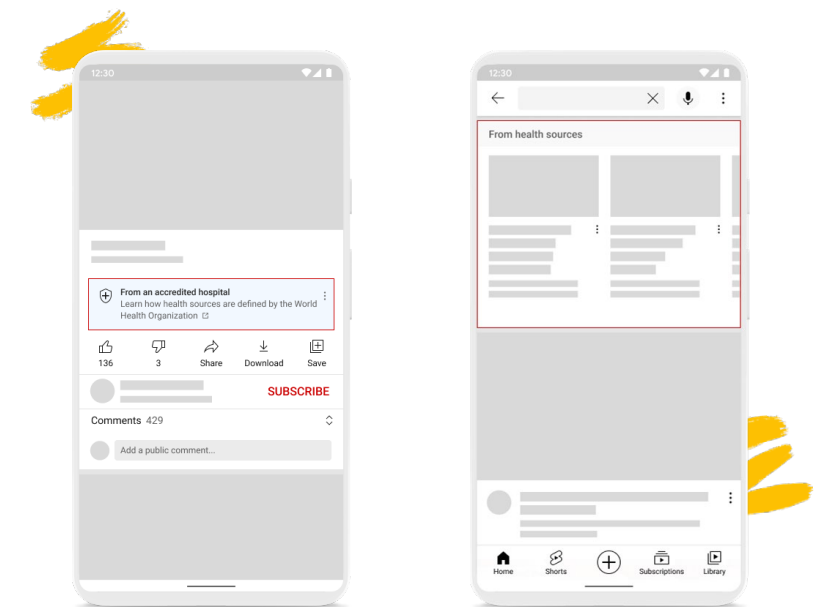 12:30
From an accredited hospital
Learn how health sources are defined by the World
Health Organization
136
3
Share
Download
Save
SUBSCRIBE
Comments 429
Add a public comment...
12:30
From health sources
Home
Shorts
Subscriptions
Library